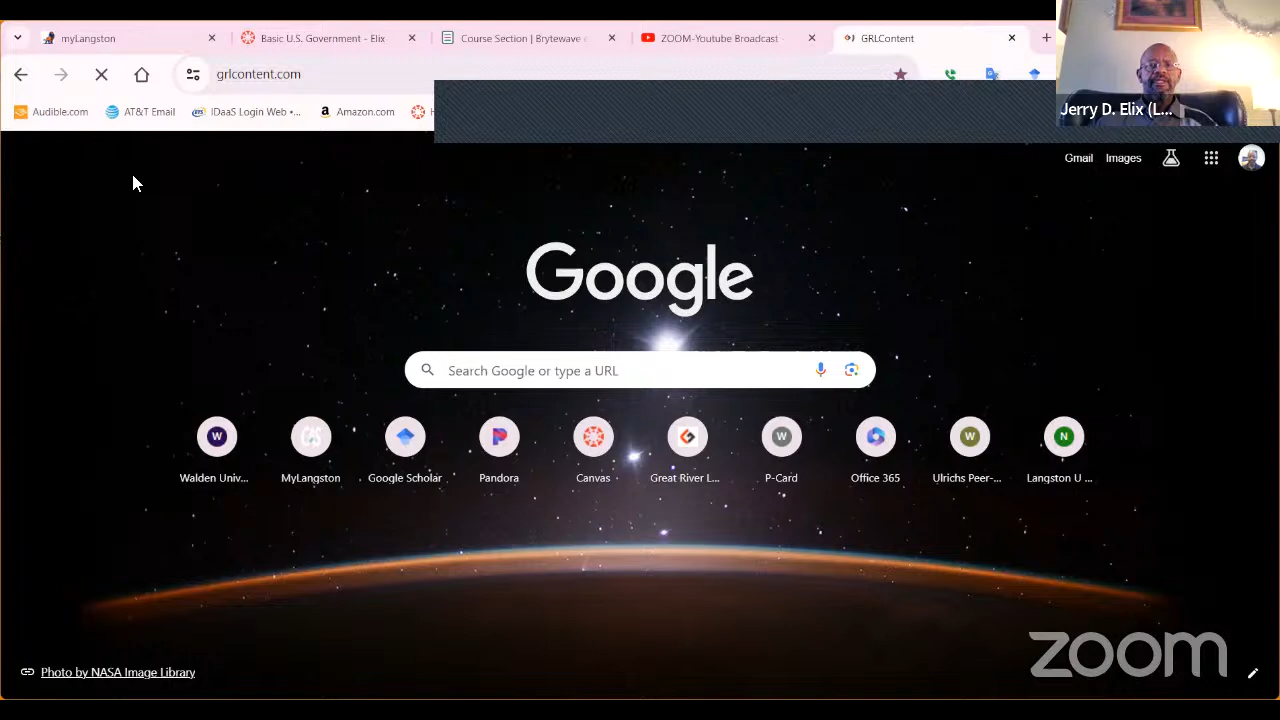 myLangston
Basic U.S. Government - Elix
Course Section | Brytewave
ZOOM-Youtube Broadcast -
GRLContent
grlcontent.com
Audible.com
AT&T Email
IDaaS Login Web •...
Amazon.com
Jerry D. Elix (L...
Gmail
Images
Google
Search Google or type a URL
W
CAS
W
W
N
Walden Univ...
MyLangston
Google Scholar
Pandora
Canvas
Great River L...
P-Card
Office 365
Ulrichs Peer-...
Langston U ...
zoom
Photo by NASA Image Library